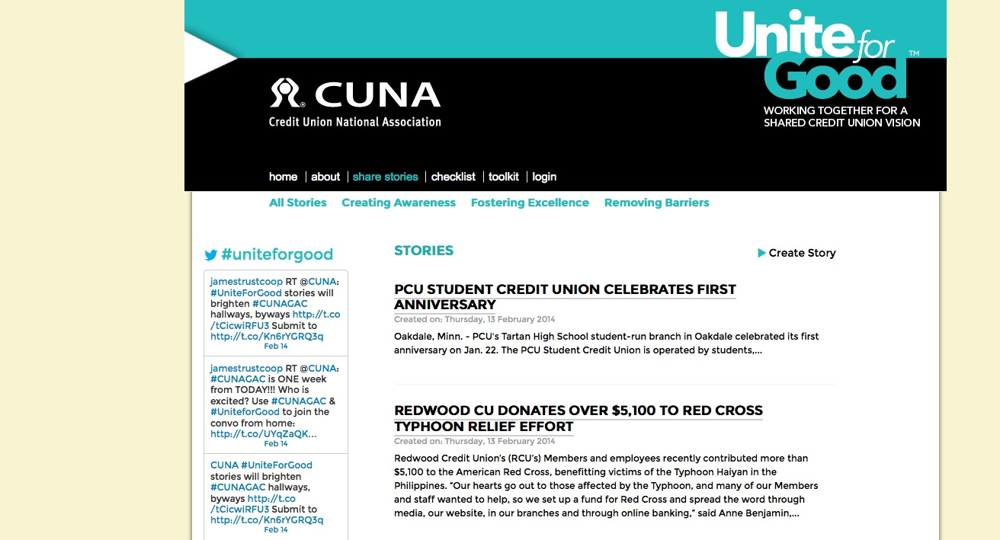 Unite for
Good™
WORKING TOGETHER FOR A
SHARED CREDIT UNION VISION
CUNA
®
Credit Union National Association
home about share stories checklist toolkit login
All Stories Creating Awareness Fostering Excellence Removing Barriers
#uniteforgood
jamestrustcoop RT @CUNA:
#UniteForGood stories will
brighten #CUNAGAC
hallways, byways http://t.co
/tCicwiRFU3 Submit to
http://t.co/Kn6rYGRQ3q
Feb 14
jamestrustcoop RT @CUNA:
#CUNAGAC is ONE week
from TODAY!!! Who is
excited? Use #CUNAGAC &
#UniteforGood to join the
convo from home:
http://t.co/UYqZaQK…
Feb 14
CUNA #UniteForGood
stories will brighten
#CUNAGAC hallways,
byways http://t.co
/tCicwiRFU3 Submit to
http://t.co/Kn6rYGRQ3q
Feb 14
STORIES
Create Story
PCU STUDENT CREDIT UNION CELEBRATES FIRST
ANNIVERSARY
Created on: Thursday, 13 February 2014
Oakdale, Minn. - PCU's Tartan High School student-run branch in Oakdale celebrated its first
anniversary on Jan. 22. The PCU Student Credit Union is operated by students,...
REDWOOD CU DONATES OVER $5,100 TO RED CROSS
TYPHOON RELIEF EFFORT
Created on: Thursday, 13 February 2014
Redwood Credit Union’s (RCU’s) Members and employees recently contributed more than
$5,100 to the American Red Cross, benefitting victims of the Typhoon Haiyan in the
Philippines. “Our hearts go out to those affected by the Typhoon, and many of our Members
and staff wanted to help, so we set up a fund for Red Cross and spread the word through
media, our website, in our branches and through online banking,” said Anne Benjamin,...